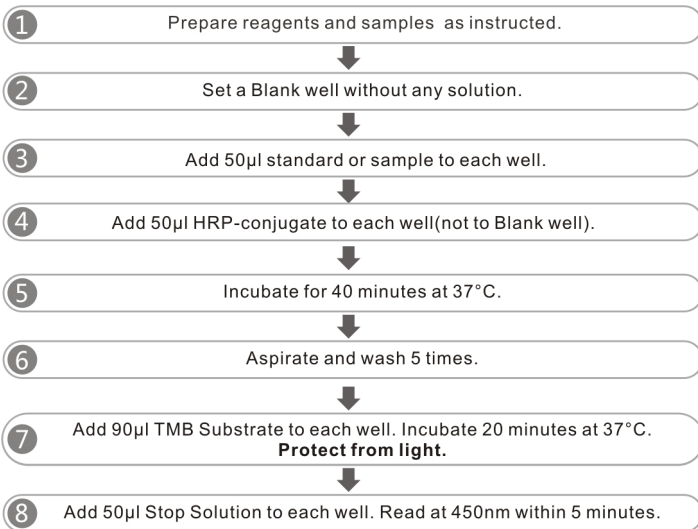 1 Prepare reagents and samples as instructed.
2 Set a Blank well without any solution.
3 Add 50μl standard or sample to each well.
4 Add 50μl HRP-conjugate to each well(not to Blank well).
5 Incubate for 40 minutes at 37°C.
6 Aspirate and wash 5 times.
7 Add 90μl TMB Substrate to each well. Incubate 20 minutes at 37°C.
Protect from light.
8 Add 50μl Stop Solution to each well. Read at 450nm within 5 minutes.